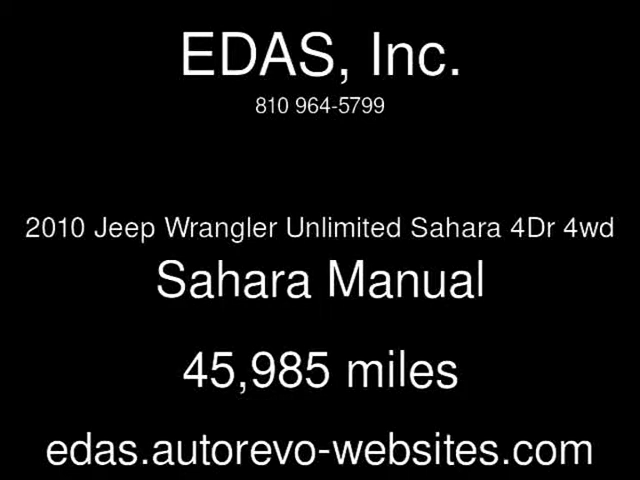 EDAS, Inc.
810 964-5799
2010 Jeep Wrangler Unlimited Sahara 4Dr 4wd
Sahara Manual
45,985 miles
edas.autorevo-websites.com